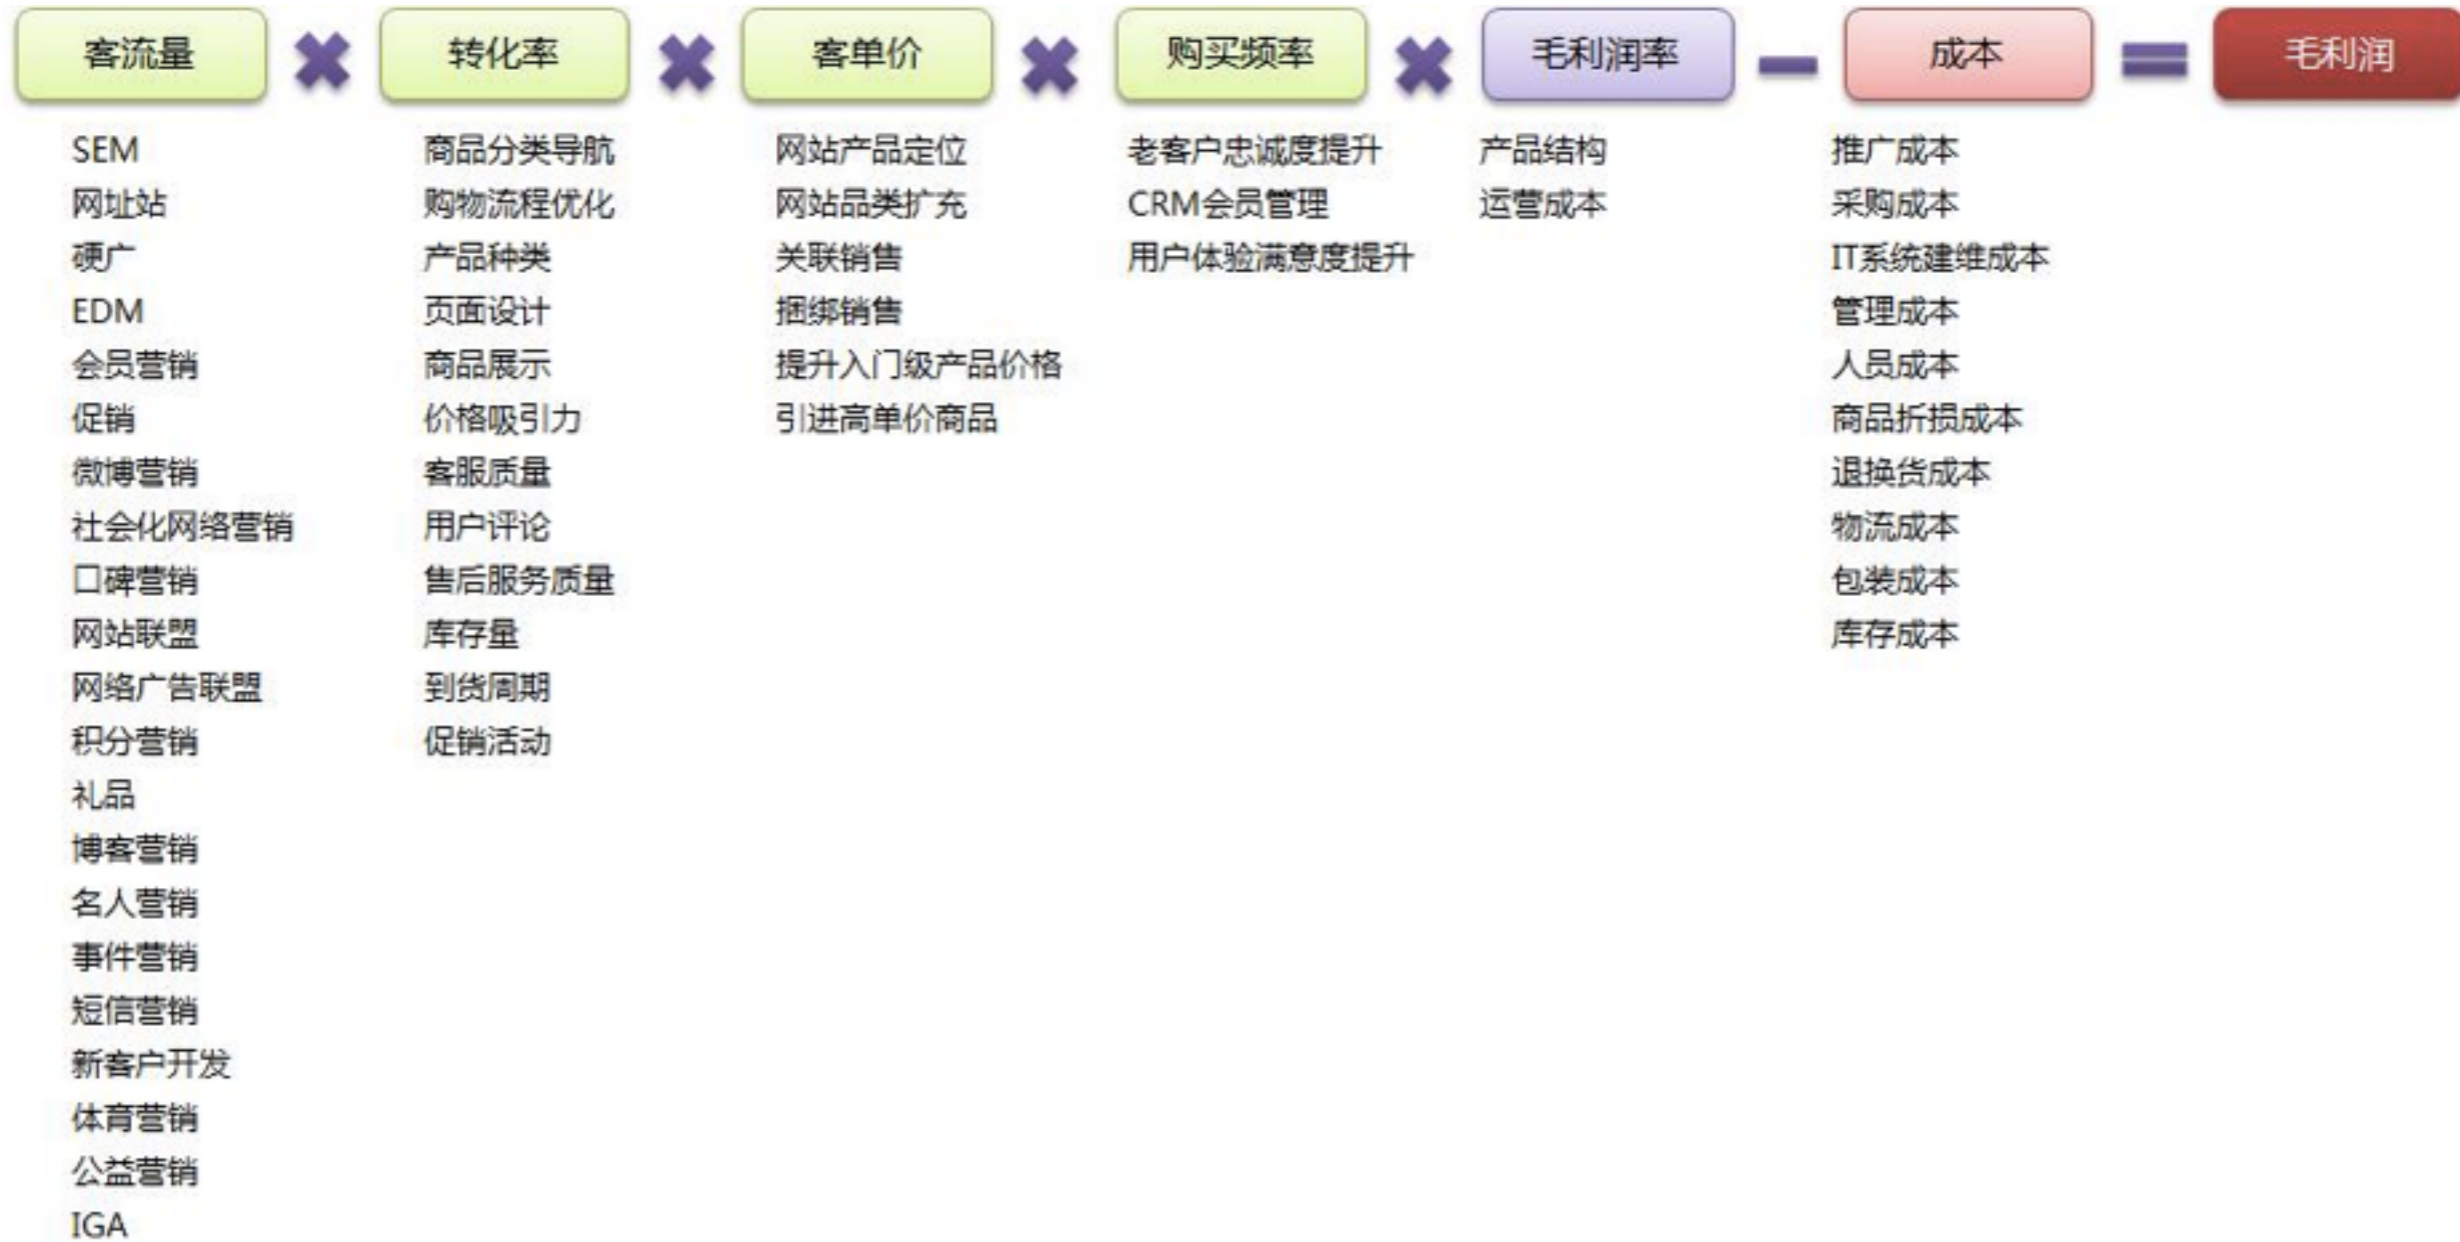 客流量 转化率 客单价 购买频率 毛利润率 成本 毛利润
SEM 商品分类导航 网站产品定位 老客户忠诚度提升 产品结构 推广成本
网址站 购物流程优化 网站品类扩充 CRM会员管理 运营成本 采购成本
硬广 产品种类 关联销售 用户体验满意度提升 IT系统建维成本
EDM 页面设计 捆绑销售 管理成本
会员营销 商品展示 提升入门级产品价格 人员成本
促销 价格吸引力 引进高单价商品 商品折损成本
微博营销 客服质量 退换货成本
社会化网络营销 用户评论 物流成本
口碑营销 售后服务质量 包装成本
网站联盟 库存量 库存成本
网络广告联盟 到货周期
积分营销 促销活动
礼品
博客营销
名人营销
事件营销
短信营销
新客户开发
体育营销
公益营销
IGA